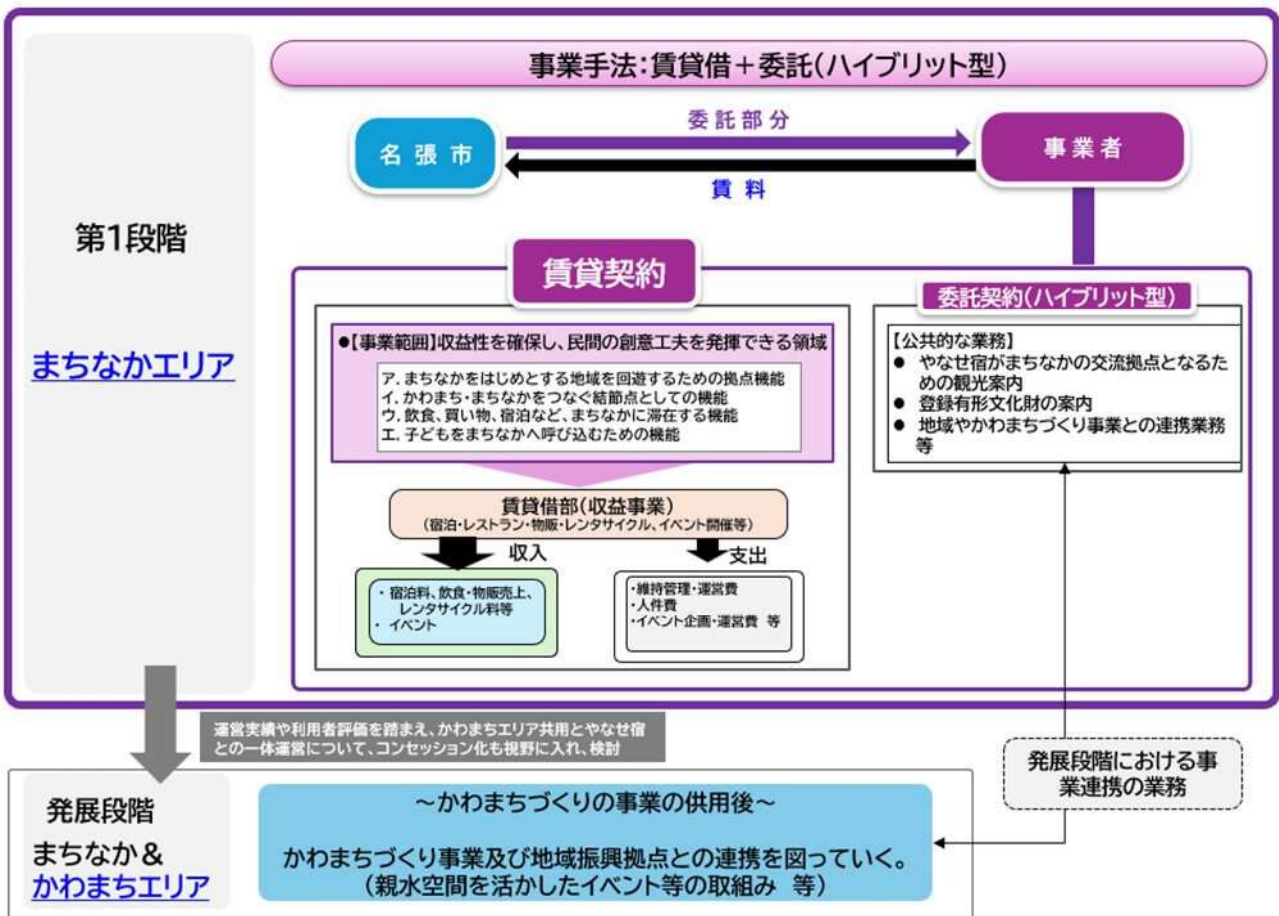 事業手法:賃貸借+委託(ハイブリット型)
委託部分
名張市
事業者
賃料
第1段階
まちなかエリア
賃貸契約
委託契約(ハイブリット型)
●【事業範囲】収益性を確保し、民間の創意工夫を発揮できる領域
ア.まちなかをはじめとする地域を回遊するための拠点機能
イ.かわまち・まちなかをつなぐ結節点としての機能
ウ.飲食、買い物、宿泊など、まちなかに滞在する機能
エ.子どもをまちなかへ呼び込むための機能
【公共的な業務】
● やなせ宿がまちなかの交流拠点となるた
めの観光案内
● 登録有形文化財の案内
● 地域やかわまちづくり事業との連携業務
等
賃貸借部(収益事業)
(宿泊・レストラン・物販・レンタサイクル、イベント開催等)
収入
支出
・宿泊料、飲食・物販売上、
レンタサイクル料等
・イベント
・維持管理・運営費
・人件費
・イベント企画・運営費 等
運営実績や利用者評価を踏まえ、かわまちエリア共用とやなせ宿
との一体運営について、コンセッション化も視野に入れ、検討
発展段階における事
業連携の業務
発展段階
まちなか&
かわまちエリア
~かわまちづくりの事業の供用後~
かわまちづくり事業及び地域振興拠点との連携を図っていく。
(親水空間を活かしたイベント等の取組み 等)